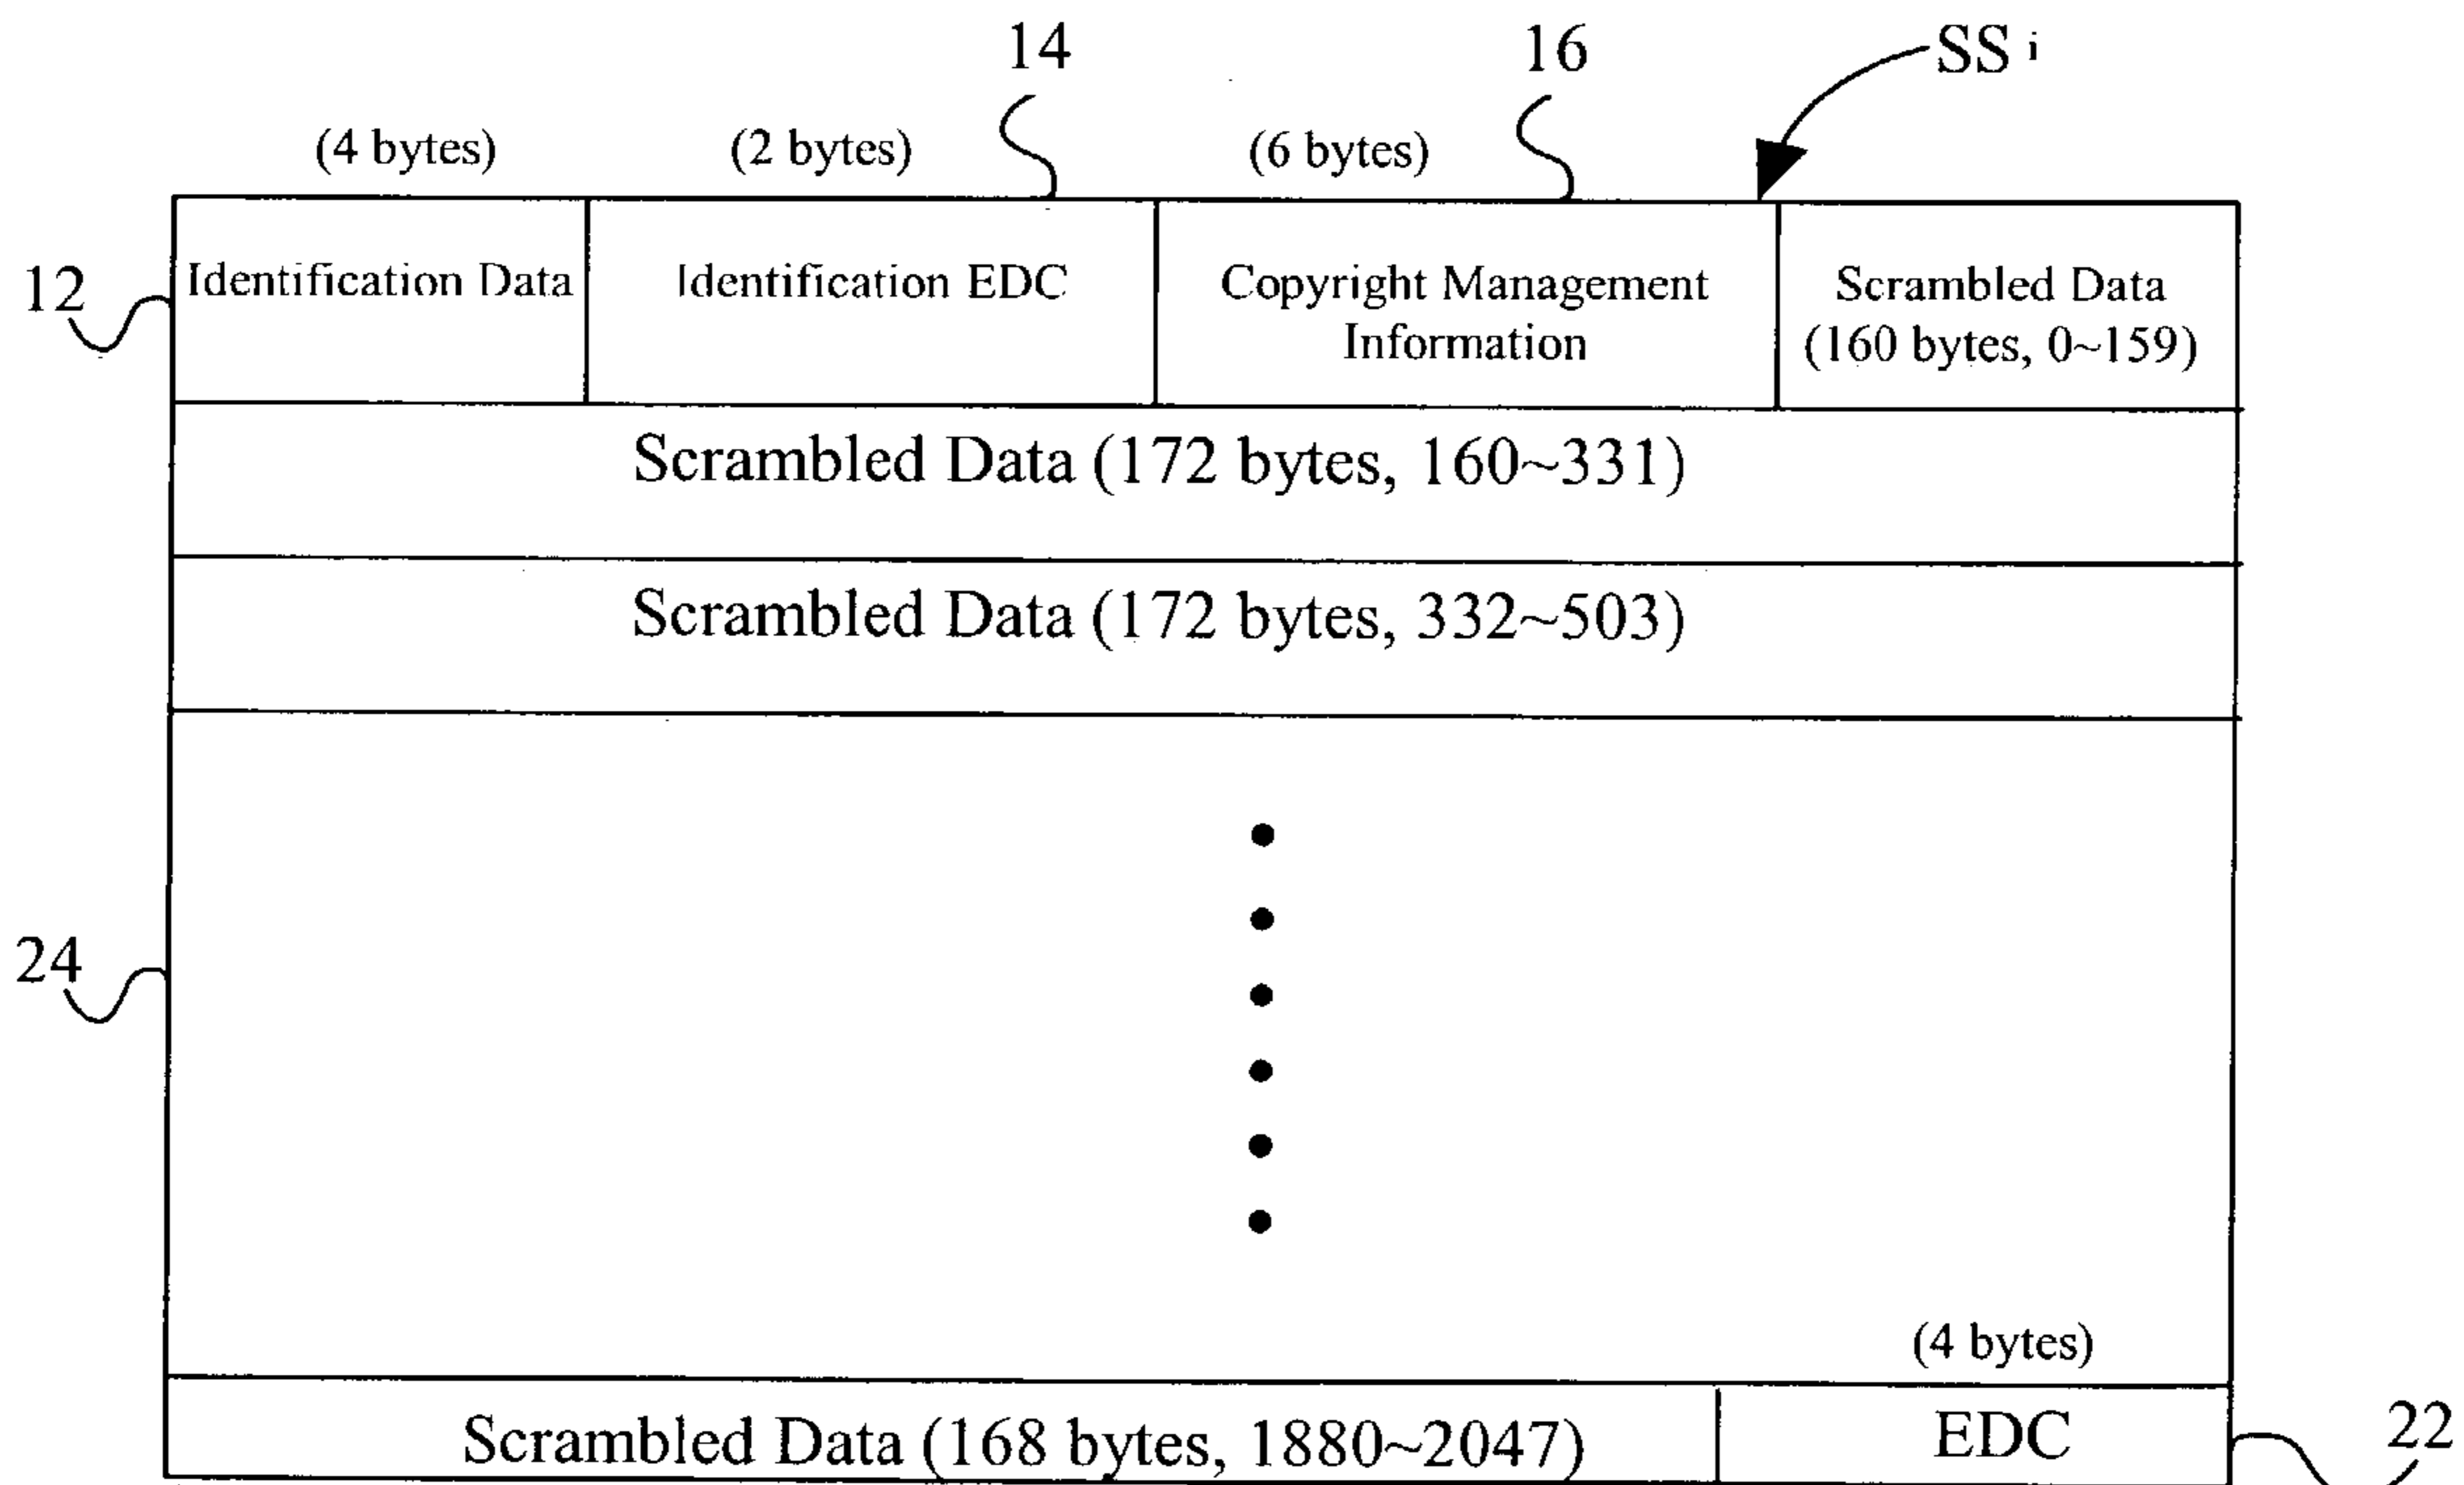 14
16
SS i
(4 bytes)
(2 bytes)
(6 bytes)
12
Identification Data
Identification EDC
Copyright Management
Information
Scrambled Data
(160 bytes, 0~159)
Scrambled Data (172 bytes, 160~331)
Scrambled Data (172 bytes, 332~503)
24
(4 bytes)
Scrambled Data (168 bytes, 1880~2047)
EDC
22